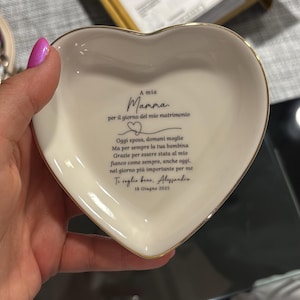 A mia
Mamma,
per il giorno del mio matrimonio
Oggi sposa, domani moglie
Ma per sempre la tua bambina
Grazie per essere stata al mio
fianco come sempre, anche oggi,
nel giorno più importante per me
Ti voglio bene, Alessandra
16 Giugno 2023